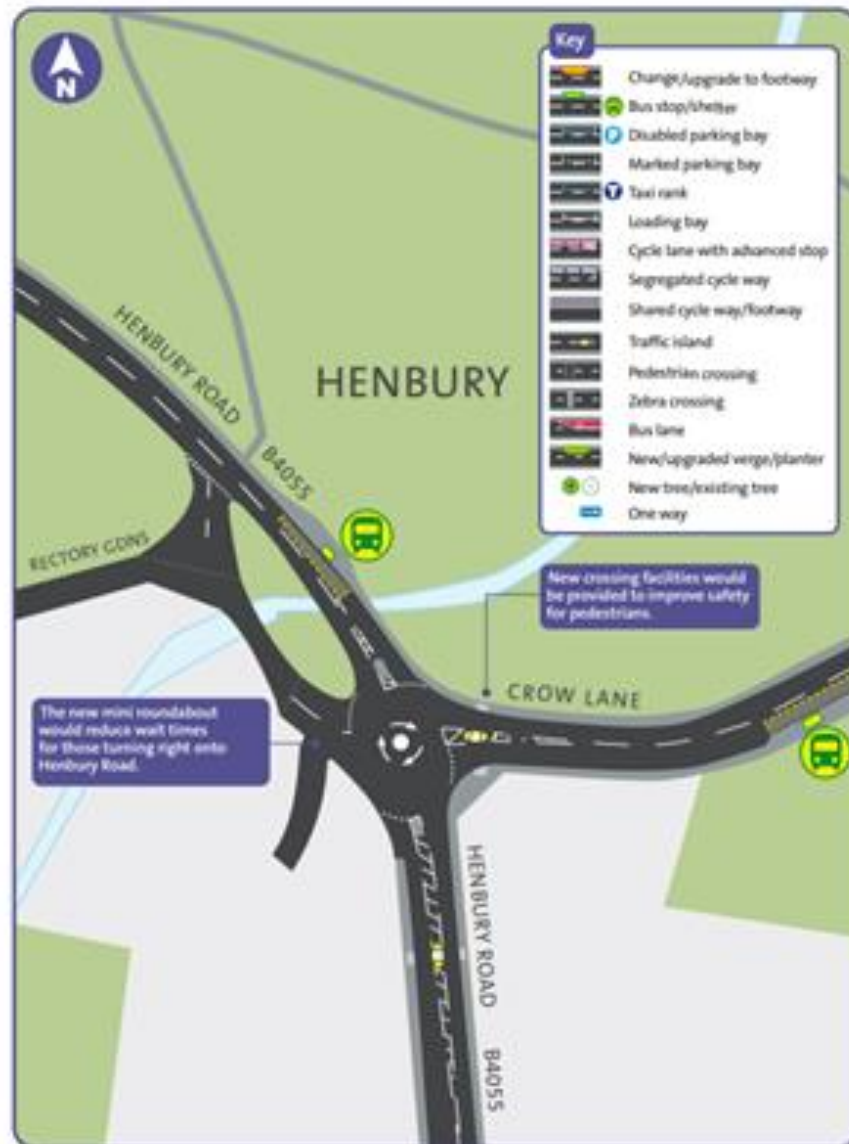 N
Key
Change/upgrade to footway
Bus stop/shelter
Disabled parking bay
Marked parking bay
Taxi rank
Loading bay
Cycle lane with advanced stop
Segregated cycle way
Shared cycle way/footway
Traffic island
Pedestrian crossing
Zebra crossing
Bus lane
New/upgraded verge/planter
New tree/existing tree
One way
HENBURY ROAD
HENBURY
B4055
RECTORY GDNS
New crossing facilities would
be provided to improve safety
for pedestrians.
CROW LANE
The new mini roundabout
would reduce wait times
for those turning right onto
Henbury Road.
HENBURY ROAD
B4055